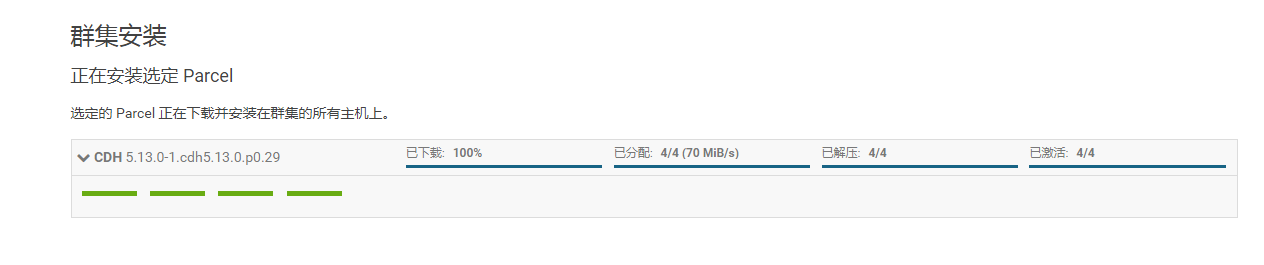 群集安装
正在安装选定 Parcel
选定的 Parcel 正在下载并安装在群集的所有主机上。
CDH 5.13.0-1.cdh5.13.0.p0.29 已下载: 100% 已分配: 4/4 (70 MiB/s) 已解压: 4/4 已激活: 4/4